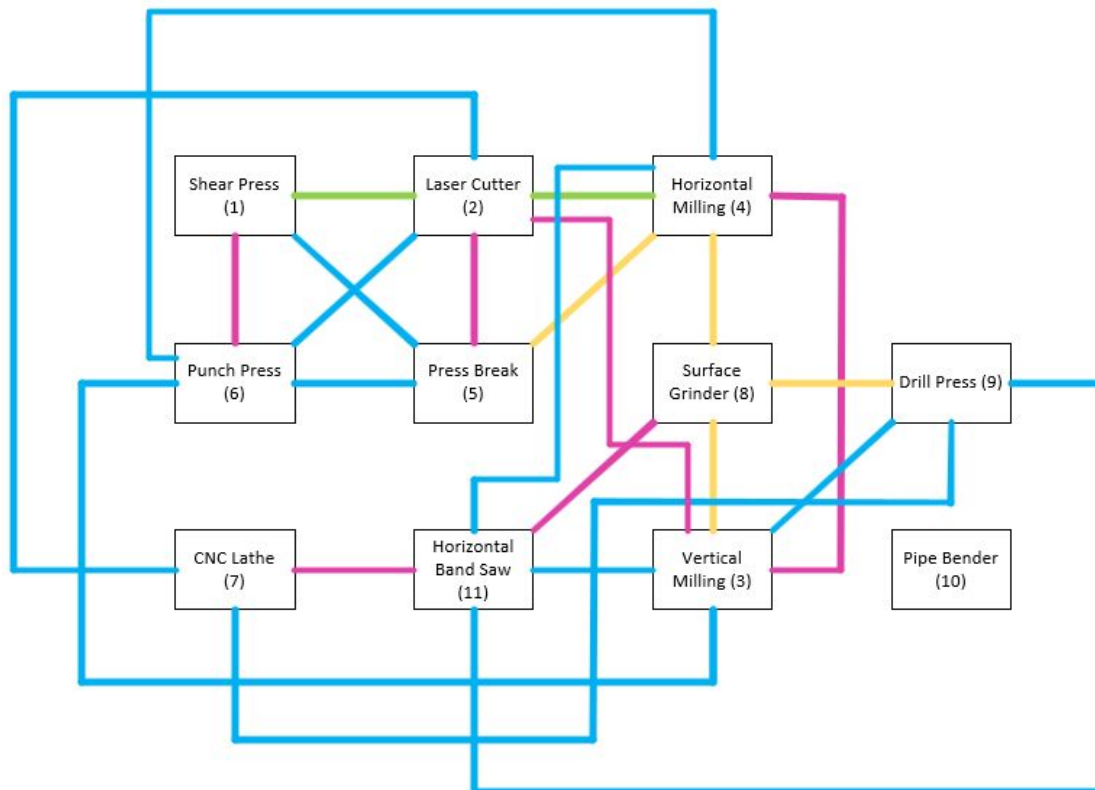 Shear Press
(1)
Laser Cutter
(2)
Horizontal
Milling (4)
Punch Press
(6)
Press Break
(5)
Surface
Grinder (8)
Drill Press (9)
CNC Lathe
(7)
Horizontal
Band Saw
(11)
Vertical
Milling (3)
Pipe Bender
(10)